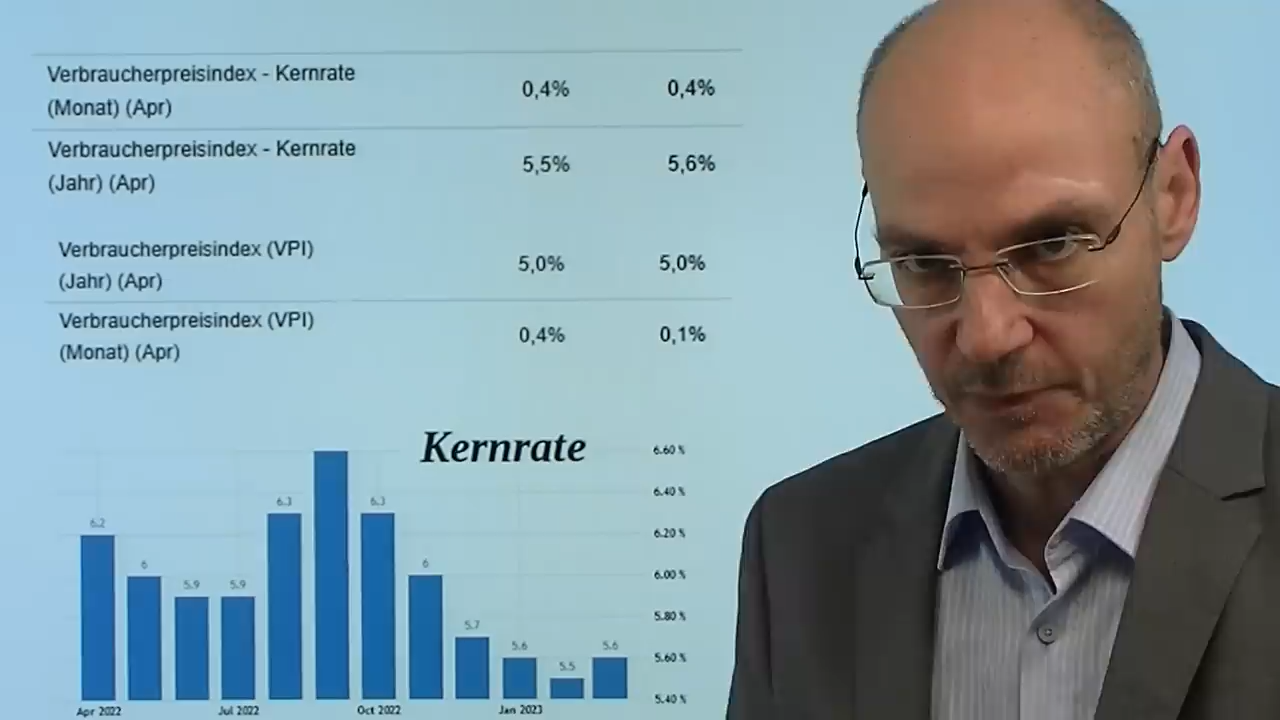 Verbraucherpreisindex - Kernrate
(Monat) (Apr)
0,4% 0,4%
Verbraucherpreisindex - Kernrate
(Jahr) (Apr)
5,5% 5,6%
Verbraucherpreisindex (VPI)
(Jahr) (Apr)
5,0% 5,0%
Verbraucherpreisindex (VPI)
(Monat) (Apr)
0,4% 0,1%
Kernrate
6.60 %
6.40 %
6.20 %
6.00 %
5.80 %
5.60 %
5.40 %
6.2 6 5.9 5.9 6.3 6.3 6 5.7 5.6 5.5 5.6
Apr 2022 Jul 2022 Oct 2022 Jan 2023